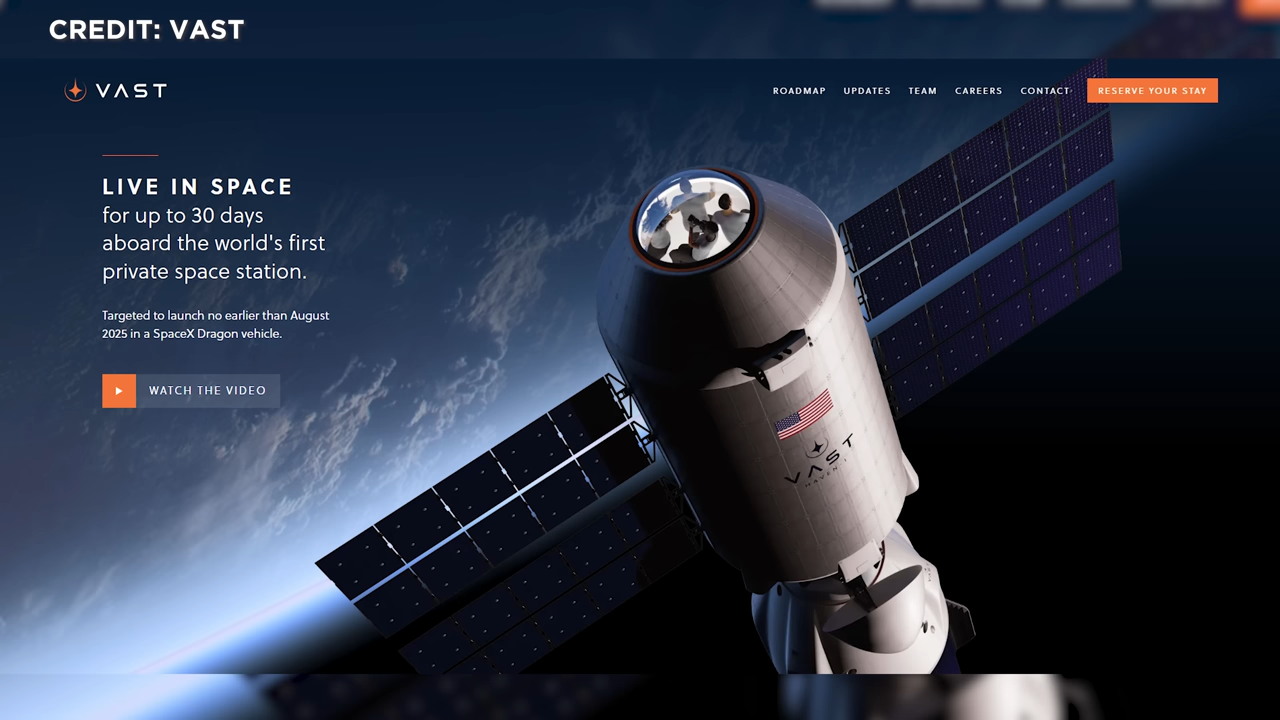 CREDIT: VAST
VAST
ROADMAP UPDATES TEAM CAREERS CONTACT RESERVE YOUR STAY
LIVE IN SPACE
for up to 30 days
aboard the world's first
private space station.
Targeted to launch no earlier than August
2025 in a SpaceX Dragon vehicle.
WATCH THE VIDEO
VAST
HAVEN-1